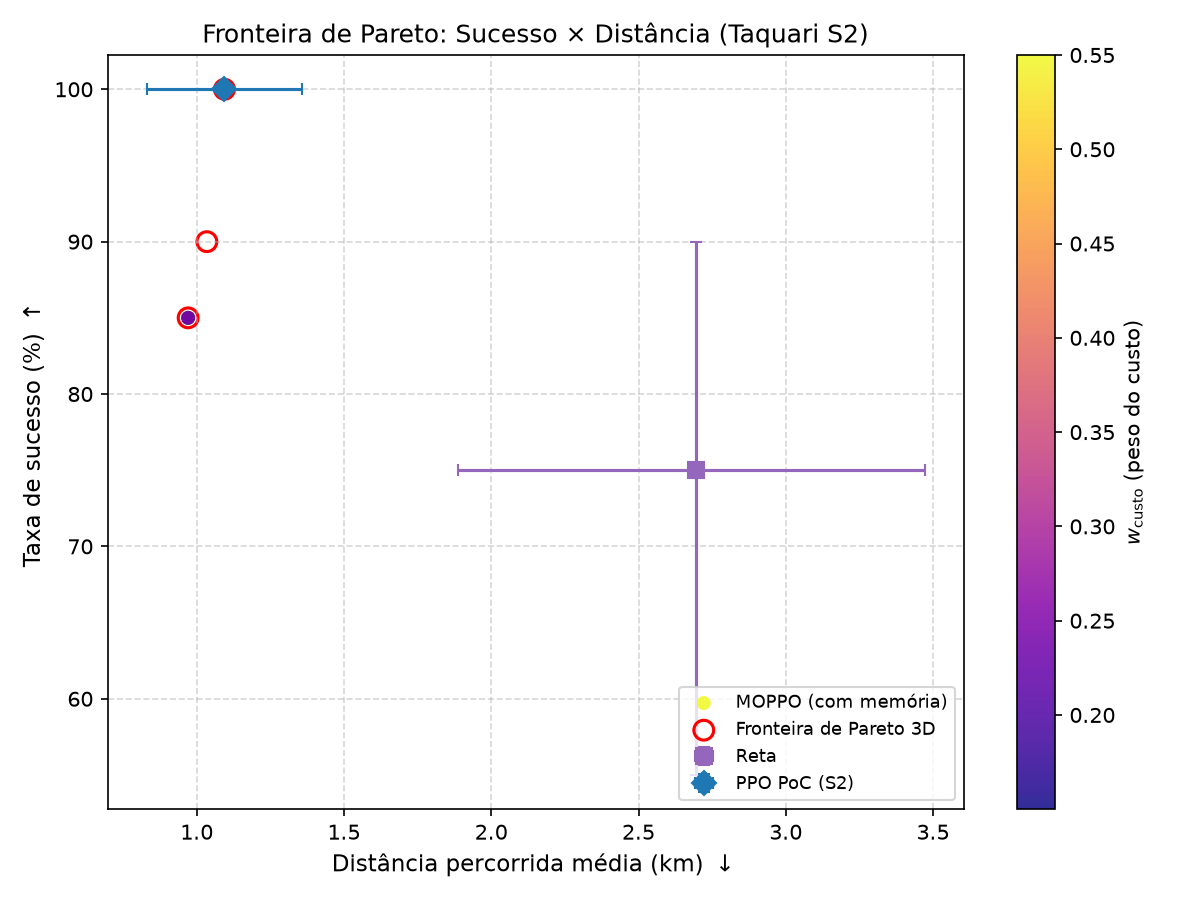 Fronteira de Pareto: Sucesso × Distância (Taquari S2)
Taxa de sucesso (%) ↑
100
90
80
70
60
1.0
1.5
2.0
2.5
3.0
3.5
Distância percorrida média (km) ↓
MOPPO (com memória)
Fronteira de Pareto 3D
Reta
PPO PoC (S2)
0.55
0.50
0.45
0.40
0.35
0.30
0.25
0.20
w_custo (peso do custo)